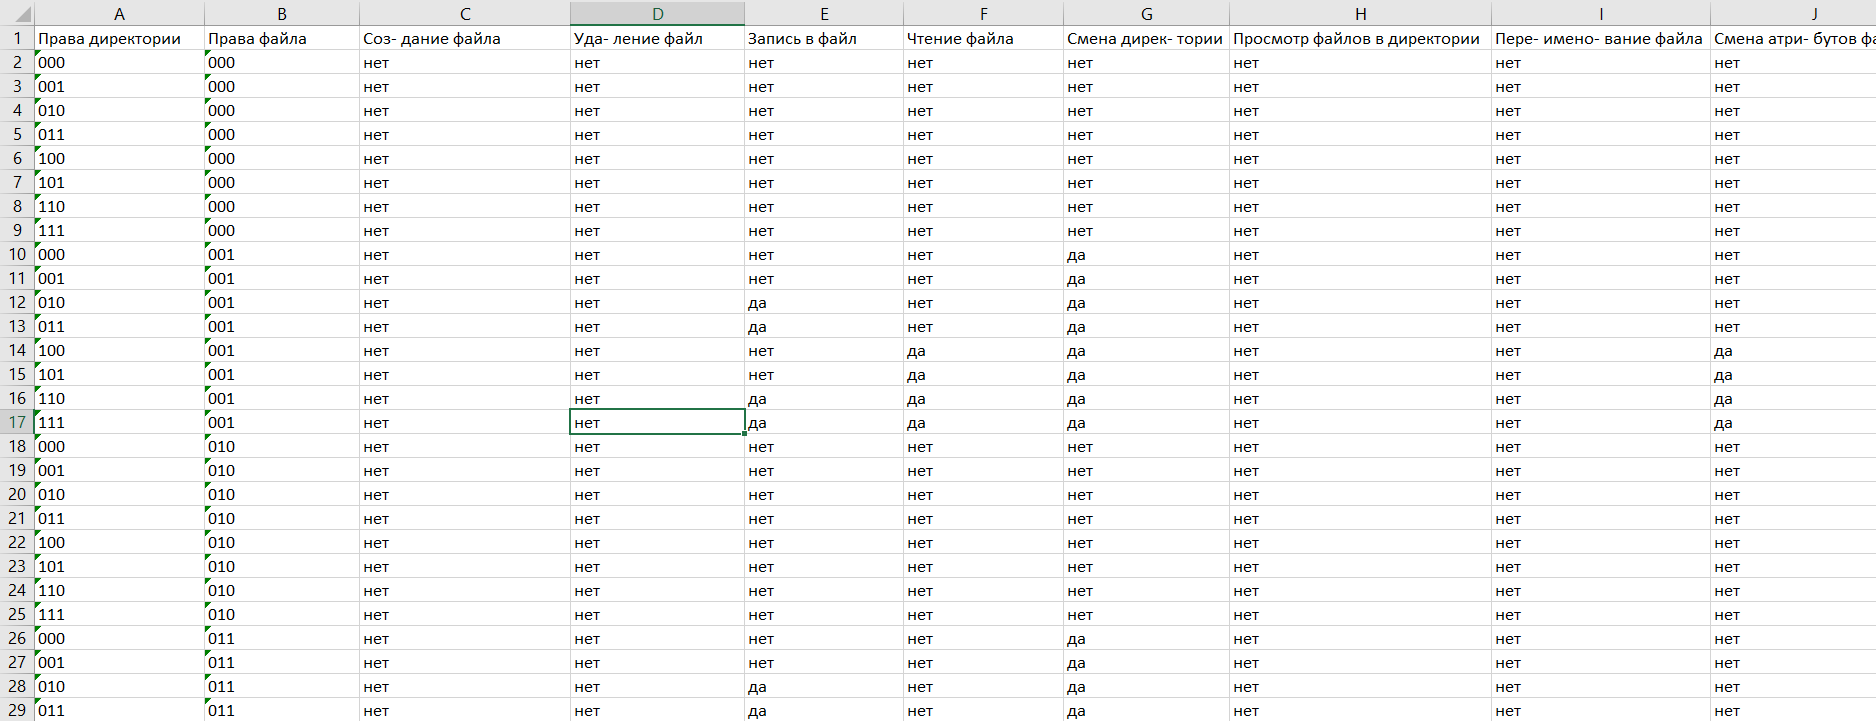 A B C D E F G H I J
1 Права директории Права файла Соз- дание файла Уда- ление файл Запись в файл Чтение файла Смена дирек- тории Просмотр файлов в директории Пере- имено- вание файла Смена атри- бутов фа
2 000 000 нет нет нет нет нет нет нет нет
3 001 000 нет нет нет нет нет нет нет нет
4 010 000 нет нет нет нет нет нет нет нет
5 011 000 нет нет нет нет нет нет нет нет
6 100 000 нет нет нет нет нет нет нет нет
7 101 000 нет нет нет нет нет нет нет нет
8 110 000 нет нет нет нет нет нет нет нет
9 111 000 нет нет нет нет нет нет нет нет
10 000 001 нет нет нет нет да нет нет нет
11 001 001 нет нет нет нет да нет нет нет
12 010 001 нет нет да нет да нет нет нет
13 011 001 нет нет да нет да нет нет нет
14 100 001 нет нет нет да да нет нет да
15 101 001 нет нет нет да да нет нет да
16 110 001 нет нет да да да нет нет да
17 111 001 нет нет да да да нет нет да
18 000 010 нет нет нет нет нет нет нет нет
19 001 010 нет нет нет нет нет нет нет нет
20 010 010 нет нет нет нет нет нет нет нет
21 011 010 нет нет нет нет нет нет нет нет
22 100 010 нет нет нет нет нет нет нет нет
23 101 010 нет нет нет нет нет нет нет нет
24 110 010 нет нет нет нет нет нет нет нет
25 111 010 нет нет нет нет нет нет нет нет
26 000 011 нет нет нет нет да нет нет нет
27 001 011 нет нет нет нет да нет нет нет
28 010 011 нет нет да нет да нет нет нет
29 011 011 нет нет да нет да нет нет нет